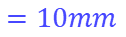 = 10mm